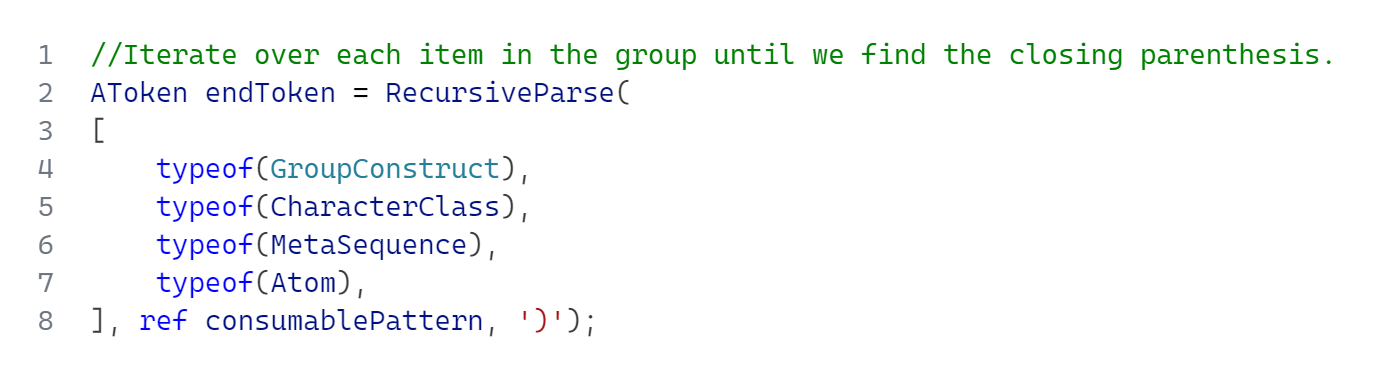 1 //Iterate over each item in the group until we find the closing parenthesis.
2 AToken endToken = RecursiveParse(
3 [
4     typeof(GroupConstruct),
5     typeof(CharacterClass),
6     typeof(MetaSequence),
7     typeof(Atom),
8 ], ref consumablePattern, ')');